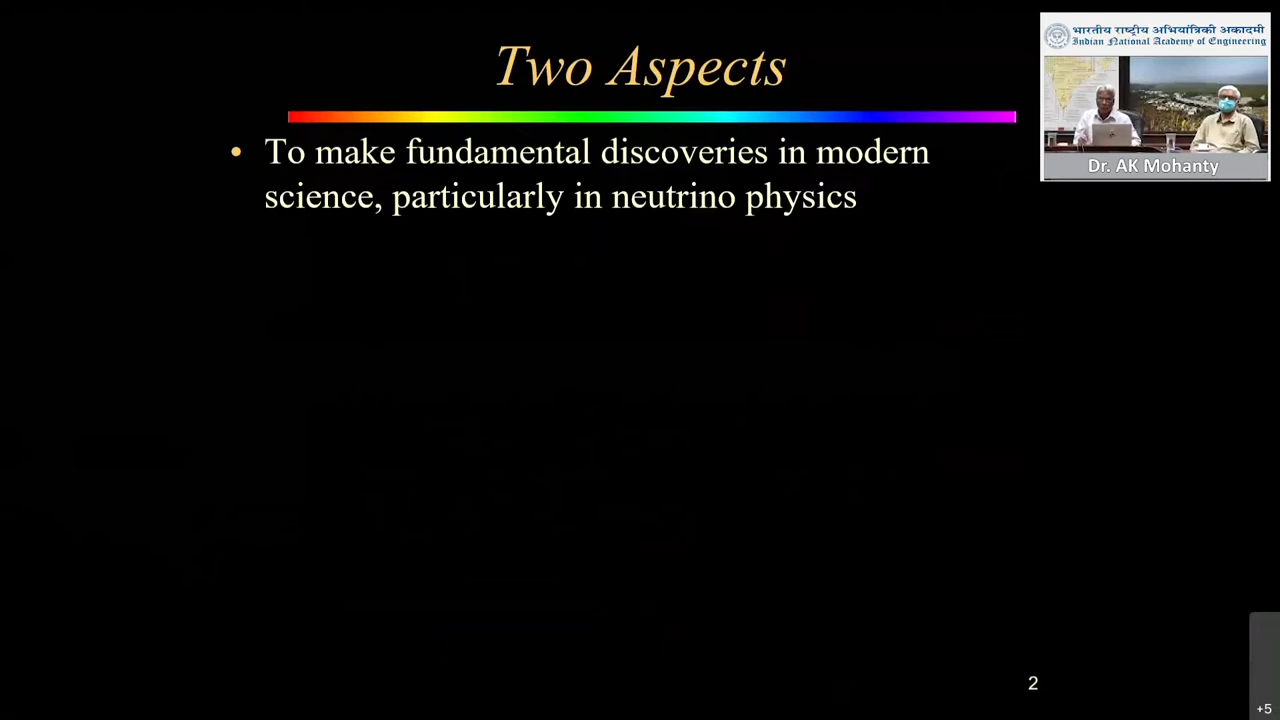 Two Aspects
भारतीय राष्ट्रीय अभियांत्रिकी अकादमी
Indian National Academy of Engineering
• To make fundamental discoveries in modern
science, particularly in neutrino physics
Dr. AK Mohanty
2
+5